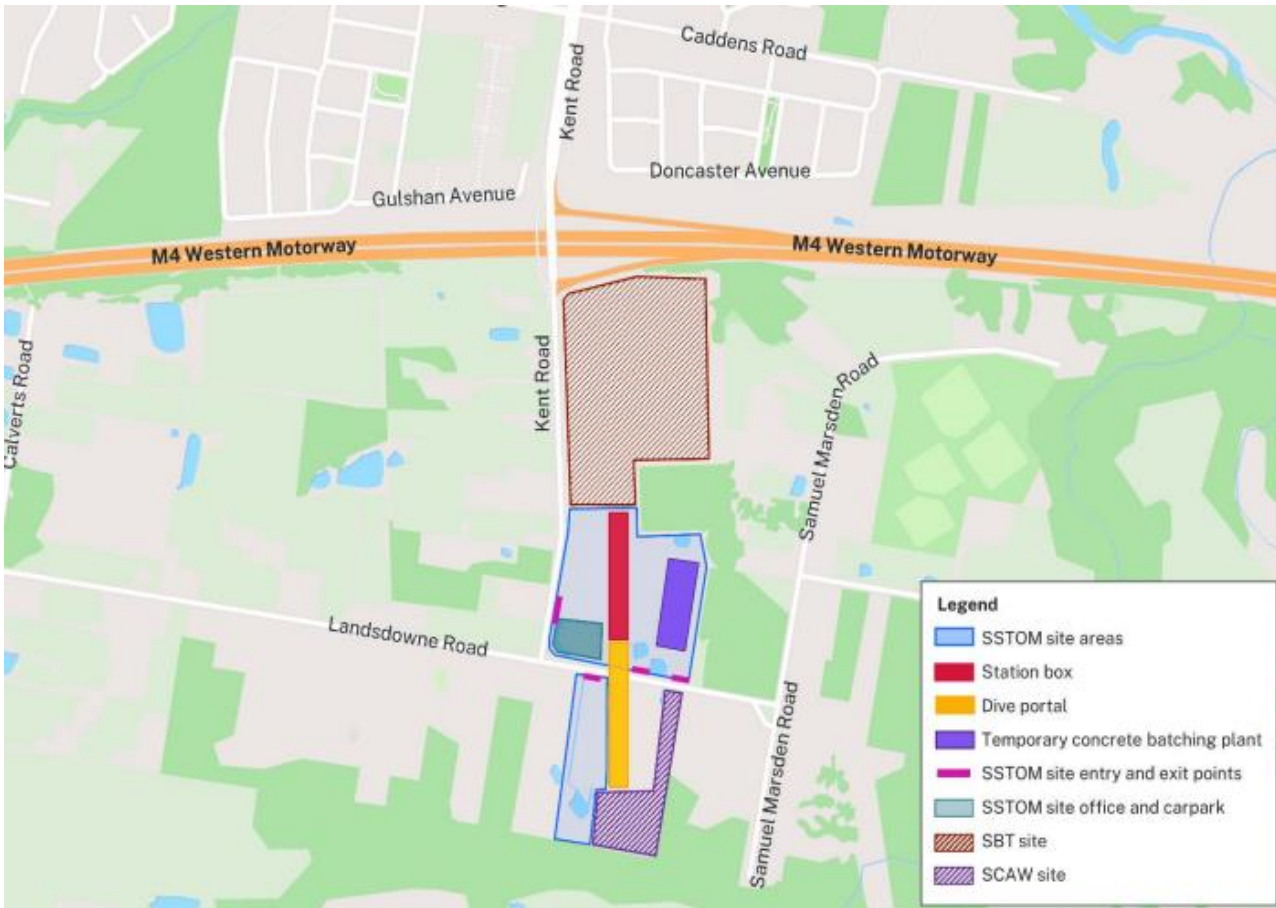 Caddens Road
Kent Road
Doncaster Avenue
Gulshan Avenue
M4 Western Motorway
M4 Western Motorway
Kent Road
Calverts Road
Samuel Marsden Road
Landsdowne Road
Samuel Marsden Road
Legend
SSTOM site areas
Station box
Dive portal
Temporary concrete batching plant
SSTOM site entry and exit points
SSTOM site office and carpark
SBT site
SCAW site